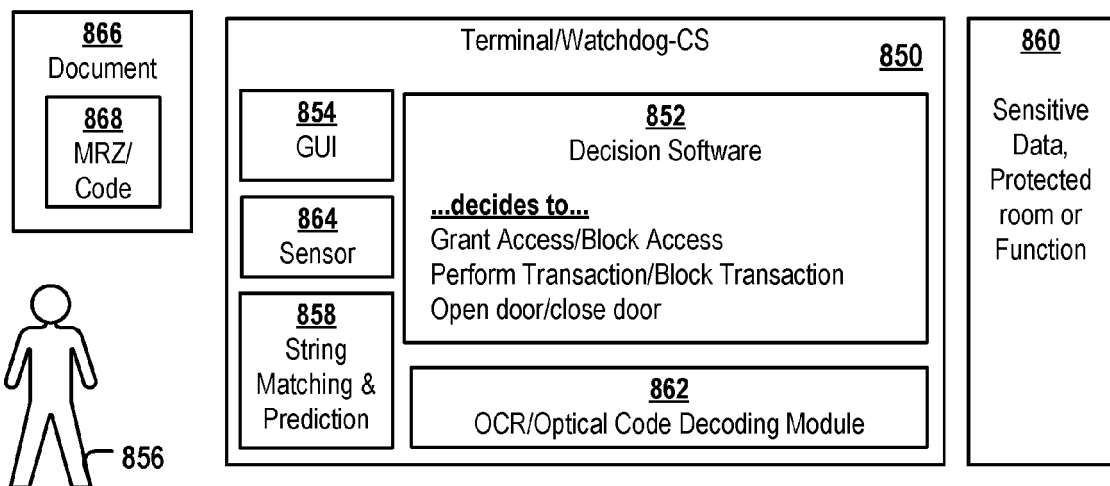 866
Document
868
MRZ/
Code
856
Terminal/Watchdog-CS
850
854
GUI
864
Sensor
858
String
Matching &
Prediction
852
Decision Software
...decides to...
Grant Access/Block Access
Perform Transaction/Block Transaction
Open door/close door
862
OCR/Optical Code Decoding Module
860
Sensitive
Data,
Protected
room or
Function